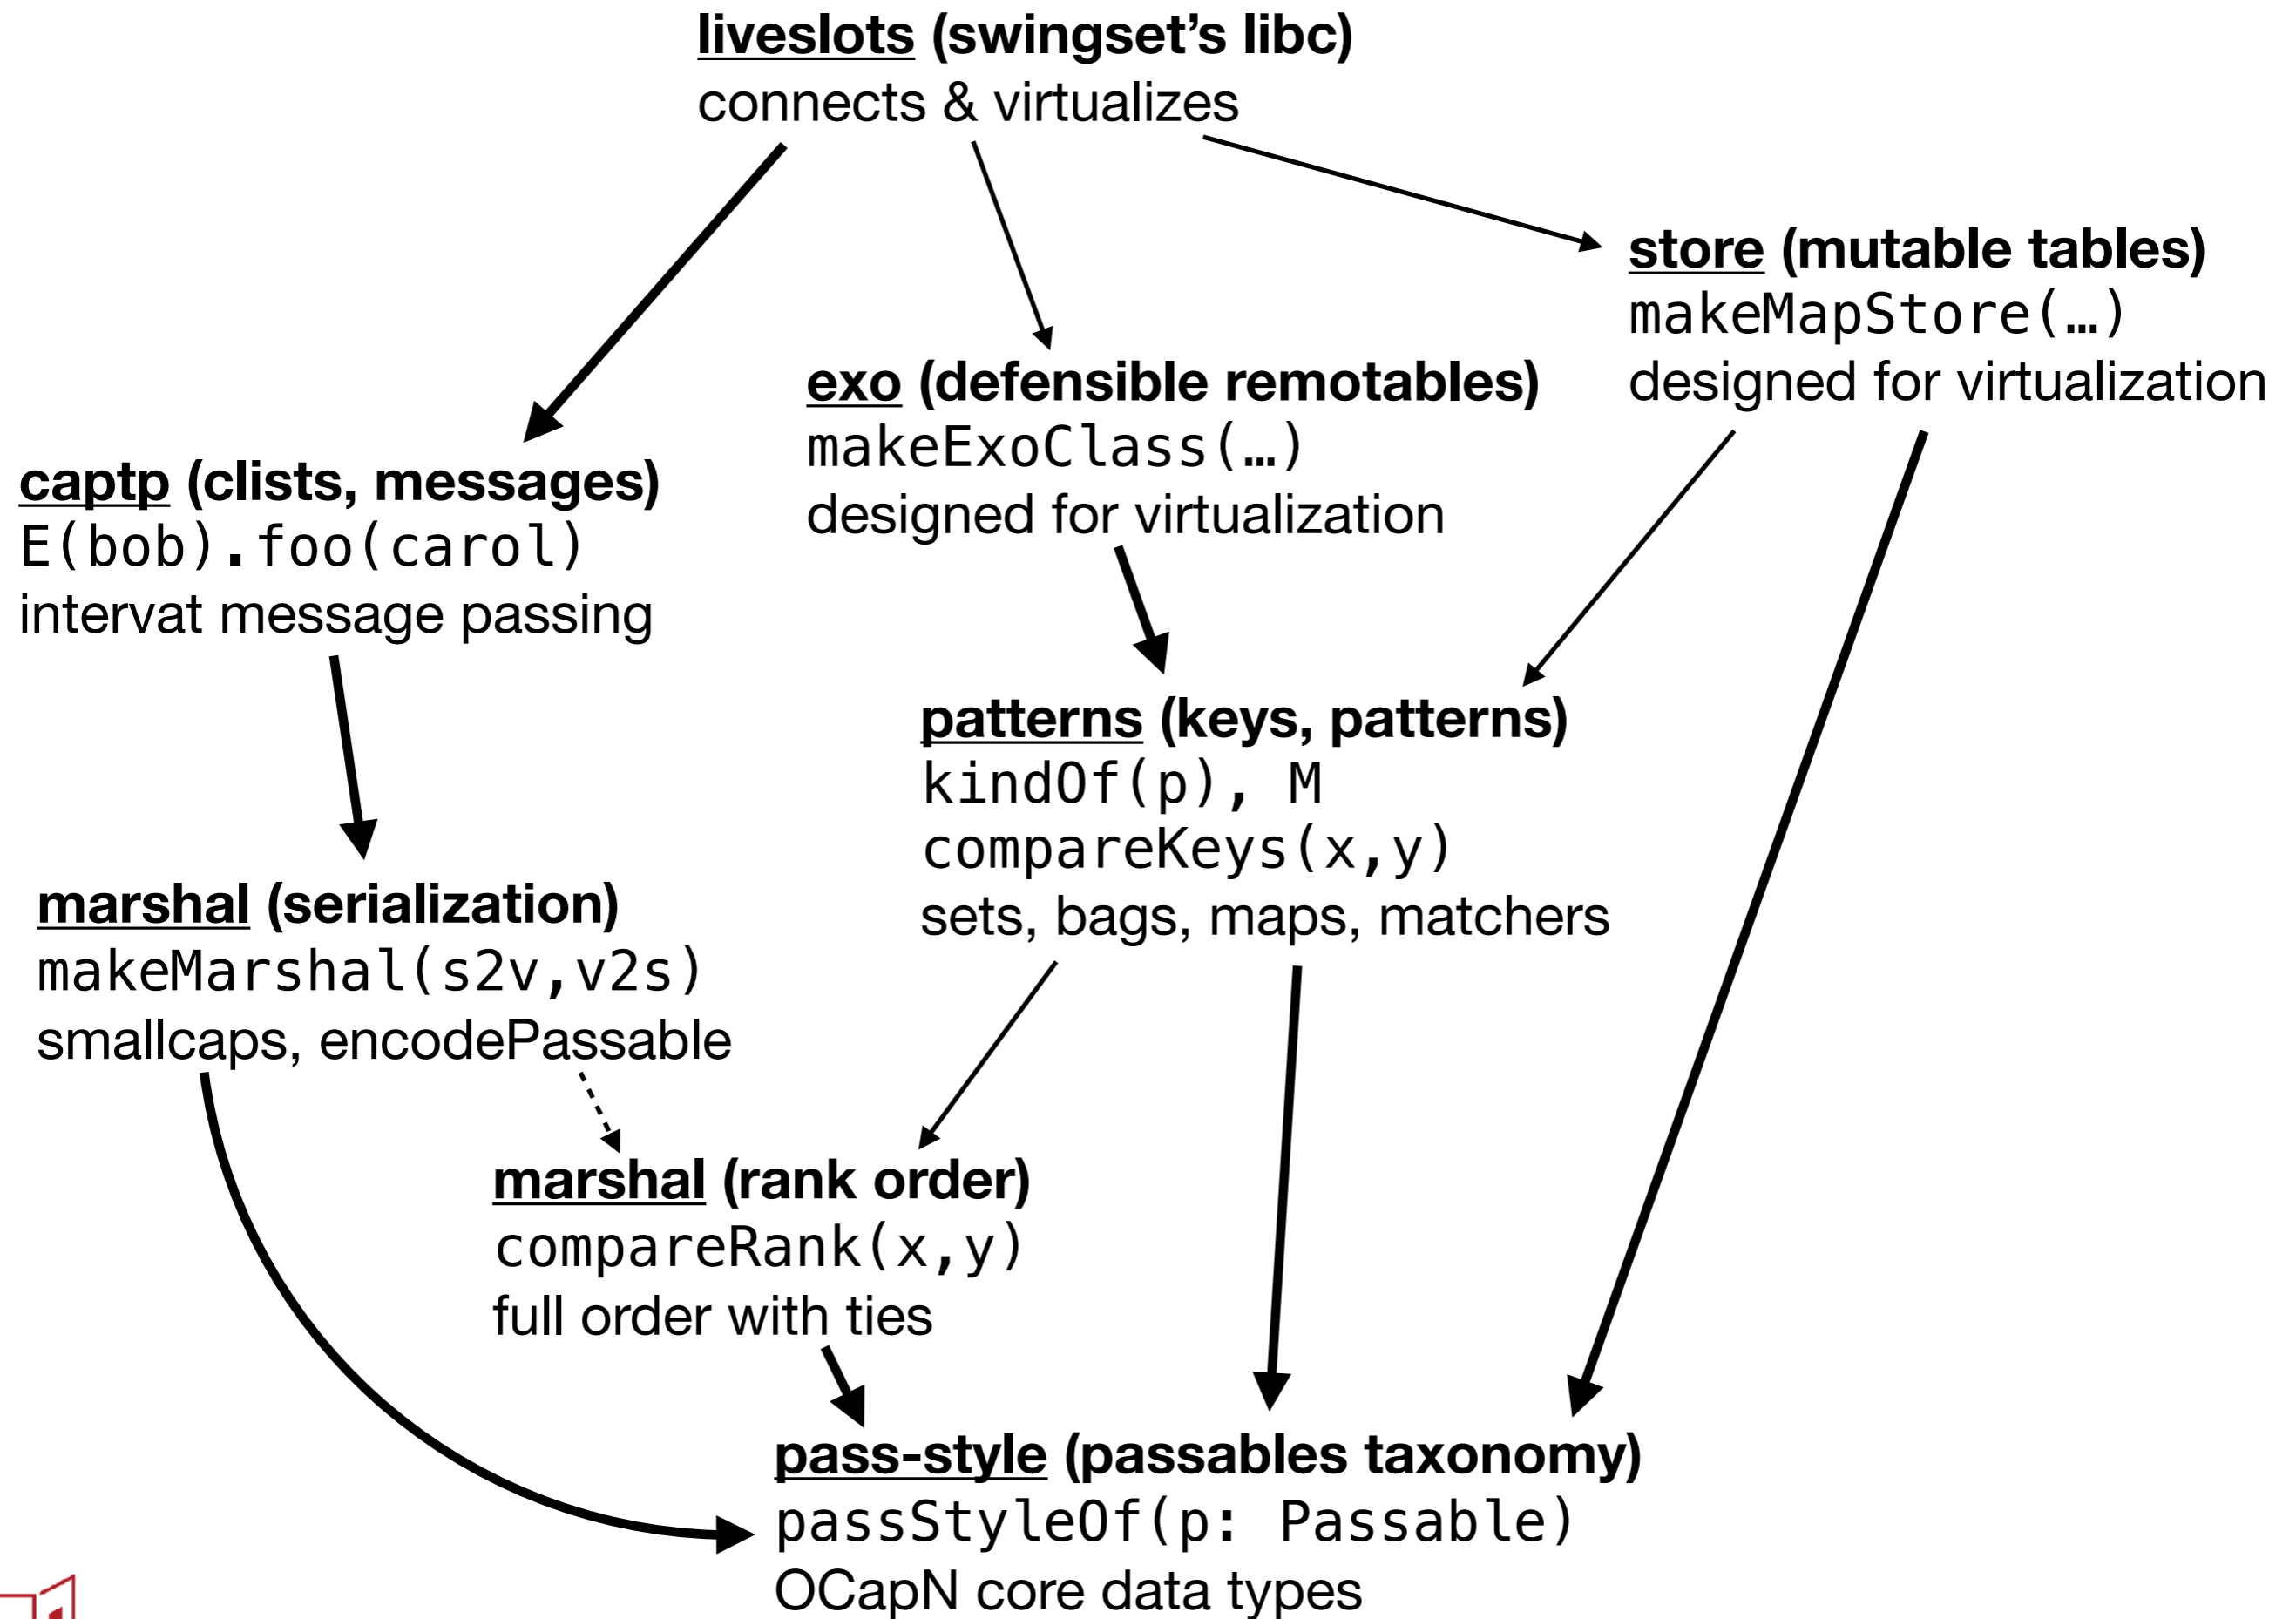 liveslots (swingset’s libc)
connects & virtualizes
store (mutable tables)
makeMapStore(…)
designed for virtualization
exo (defensible remotables)
makeExoClass(…)
designed for virtualization
captp (clists, messages)
E(bob).foo(carol)
intervat message passing
patterns (keys, patterns)
kindOf(p), M
compareKeys(x,y)
sets, bags, maps, matchers
marshal (serialization)
makeMarshal(s2v,v2s)
smallcaps, encodePassable
marshal (rank order)
compareRank(x,y)
full order with ties
pass-style (passables taxonomy)
passStyleOf(p: Passable)
OCapN core data types